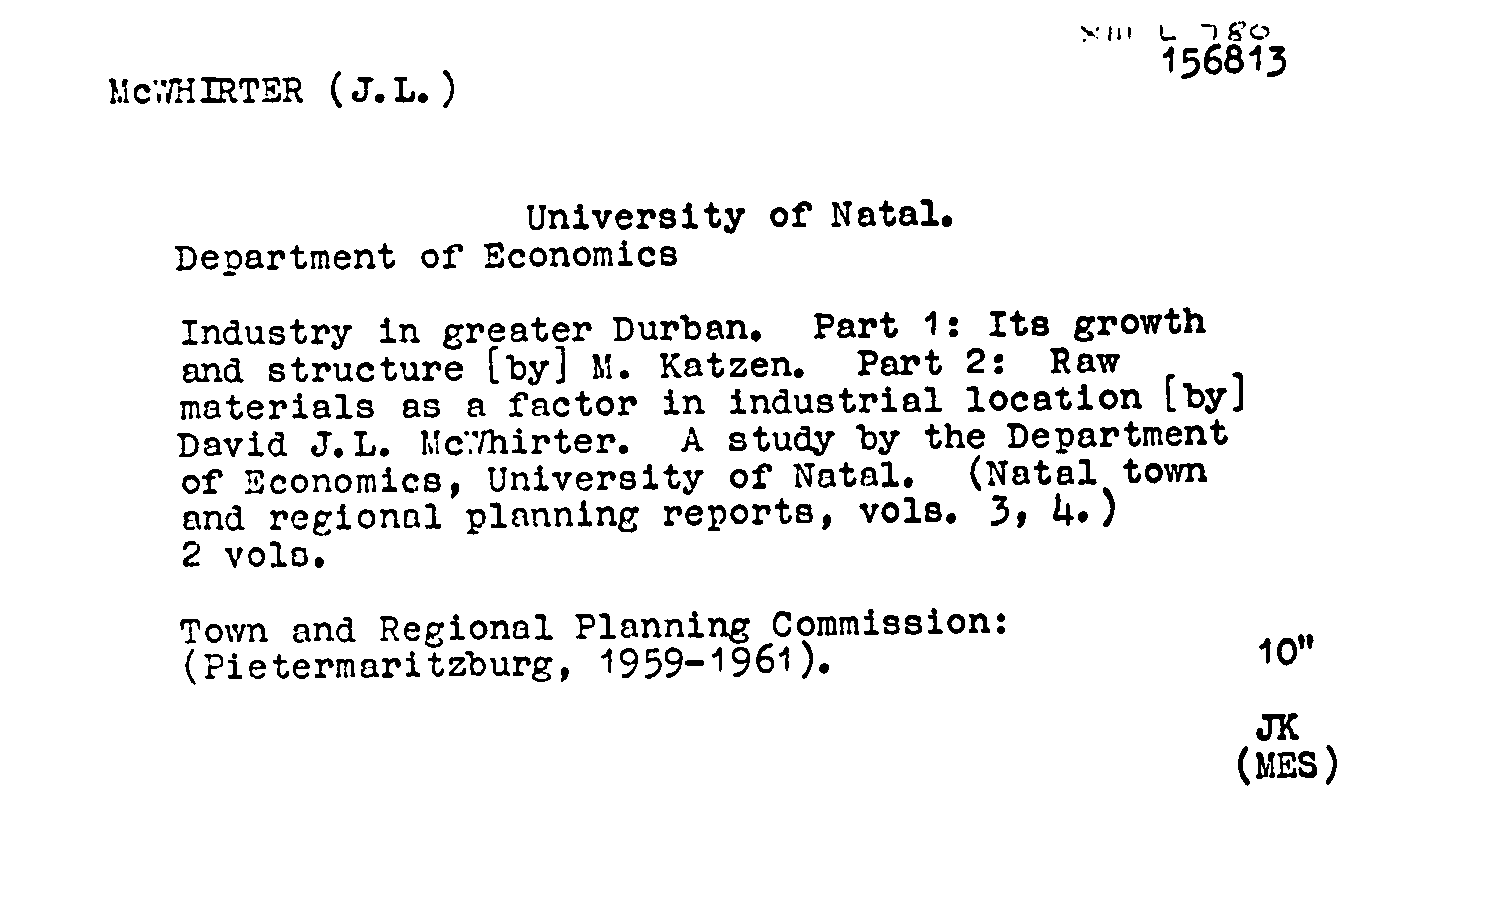 156813
McWHIRTER (J.L.)
University of Natal.
Department of Economics
Industry in greater Durban. Part 1: Its growth
and structure [by] M. Katzen. Part 2: Raw
materials as a factor in industrial location [by]
David J.L. McWhirter. A study by the Department
of Economics, University of Natal. (Natal town
and regional planning reports, vols. 3, 4.)
2 vols.
Town and Regional Planning Commission:
(Pietermaritzburg, 1959-1961).
10"
JK
(MES)